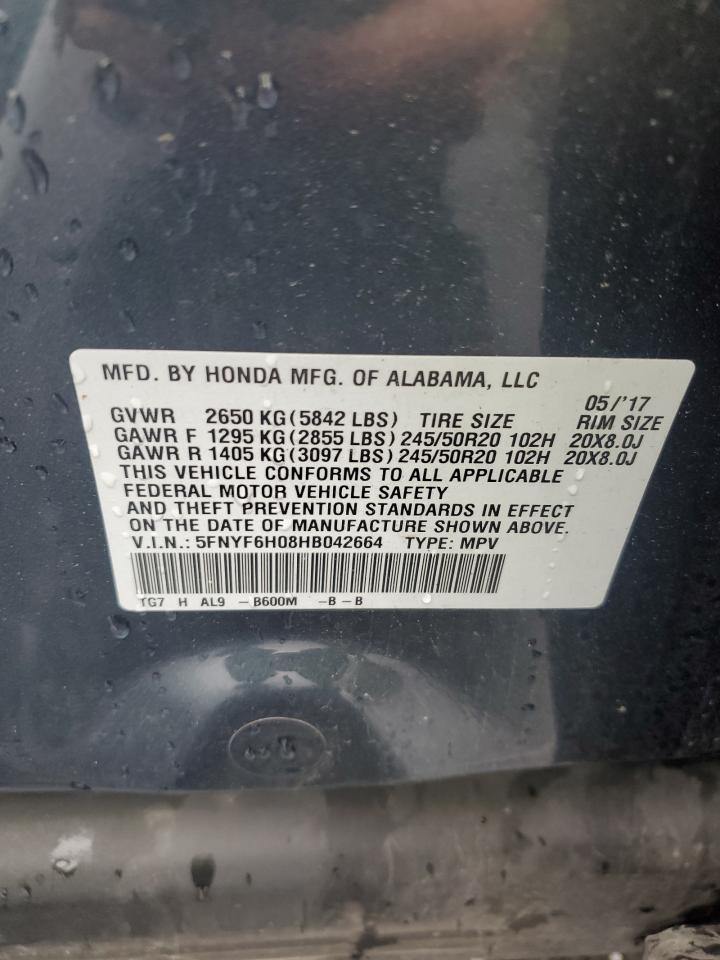 MFD. BY HONDA MFG. OF ALABAMA, LLC 05/'17
GVWR 2650 KG(5842 LBS) TIRE SIZE RIM SIZE
GAWR F 1295 KG(2855 LBS) 245/50R20 102H 20X8.0J
GAWR R 1405 KG(3097 LBS) 245/50R20 102H 20X8.0J
THIS VEHICLE CONFORMS TO ALL APPLICABLE
FEDERAL MOTOR VEHICLE SAFETY
AND THEFT PREVENTION STANDARDS IN EFFECT
ON THE DATE OF MANUFACTURE SHOWN ABOVE.
V.I.N.: 5FNYF6H08HB042664 TYPE: MPV
TG7 H AL9 -B600M -B-B